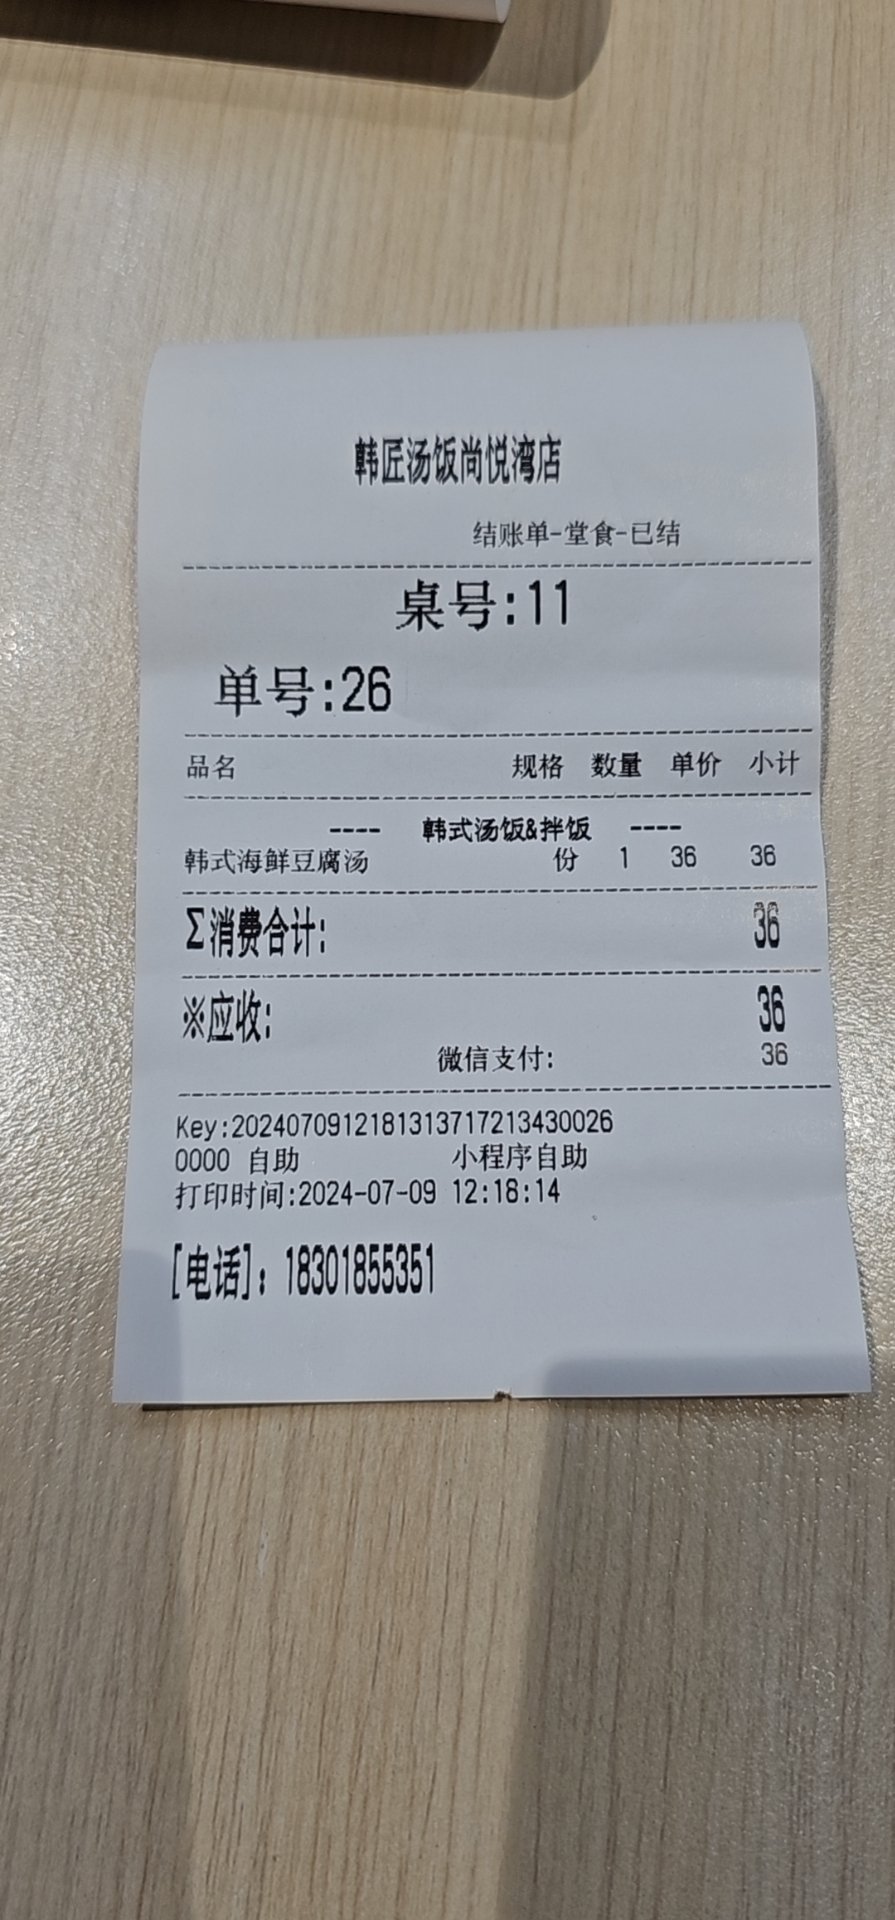 韩匠汤饭尚悦湾店
结账单-堂食-已结
桌号:11
单号:26
品名 规格 数量 单价 小计
---- 韩式汤饭&拌饭 ----
韩式海鲜豆腐汤 份 1 36 36
Σ消费合计: 36
※应收: 36
微信支付: 36
Key:20240709121813137172134300​26
0000 自助 小程序自助
打印时间:2024-07-09 12:18:14
[电话]：18301855351